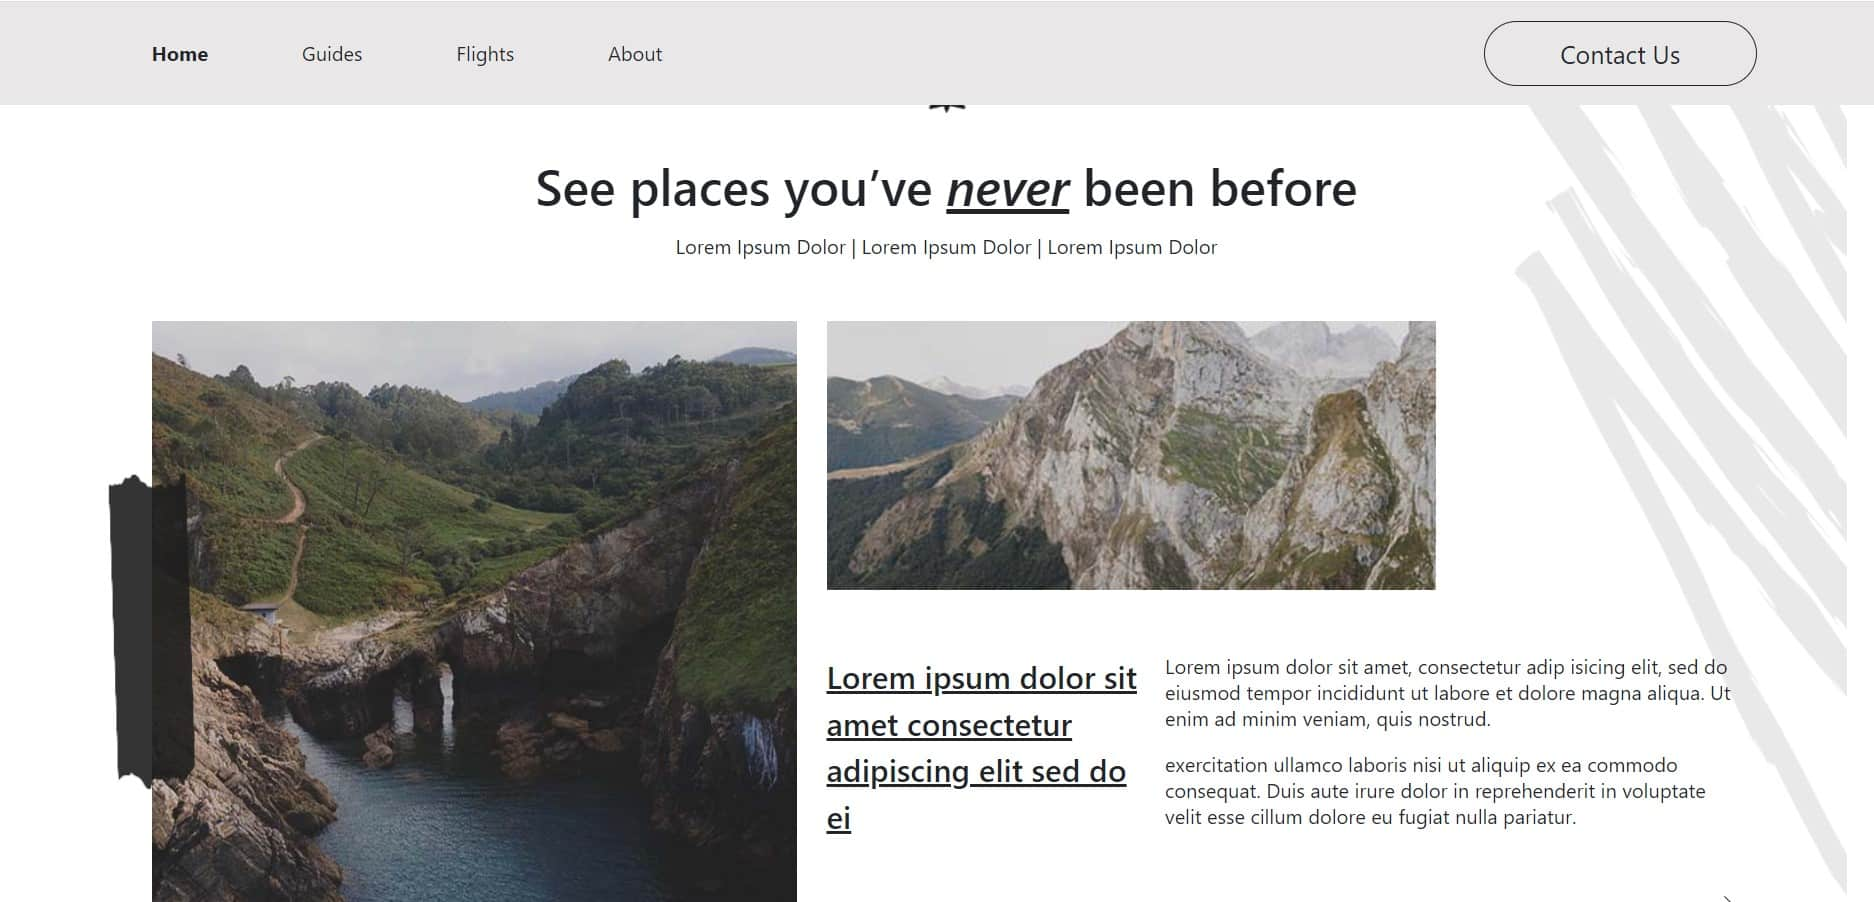 Home
Guides
Flights
About
Contact Us
See places you’ve never been before
Lorem Ipsum Dolor | Lorem Ipsum Dolor | Lorem Ipsum Dolor
Lorem ipsum dolor sit
amet consectetur
adipiscing elit sed do
ei
Lorem ipsum dolor sit amet, consectetur adip isicing elit, sed do
eiusmod tempor incididunt ut labore et dolore magna aliqua. Ut
enim ad minim veniam, quis nostrud.
exercitation ullamco laboris nisi ut aliquip ex ea commodo
consequat. Duis aute irure dolor in reprehenderit in voluptate
velit esse cillum dolore eu fugiat nulla pariatur.